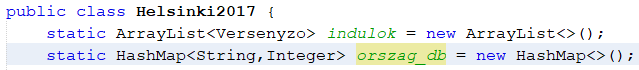 public class Helsinki2017 {
static ArrayList<Versenyzo> indulok = new ArrayList<>();
static HashMap<String,Integer> orszag_db = new HashMap<>();